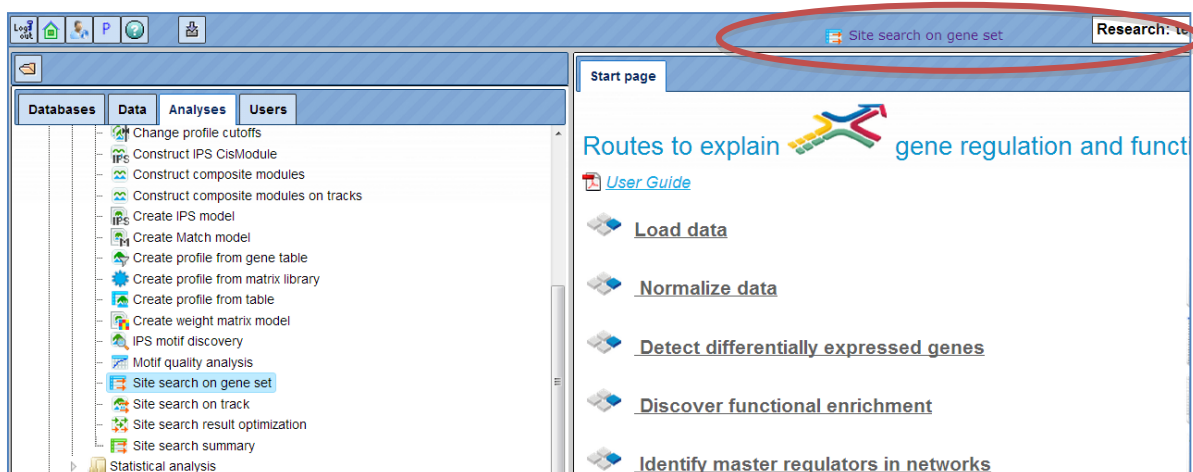 Log out P ? Site search on gene set Research: te
Start page
Databases Data Analyses Users
Change profile cutoffs
IPS Construct IPS CisModule
Construct composite modules
Construct composite modules on tracks
IPS Create IPS model
M Create Match model
Create profile from gene table
Create profile from matrix library
Create profile from table
Create weight matrix model
IPS motif discovery
Motif quality analysis
Site search on gene set
Site search on track
Site search result optimization
Site search summary
Statistical analysis
Routes to explain gene regulation and funct
User Guide
Load data
Normalize data
Detect differentially expressed genes
Discover functional enrichment
Identify master regulators in networks